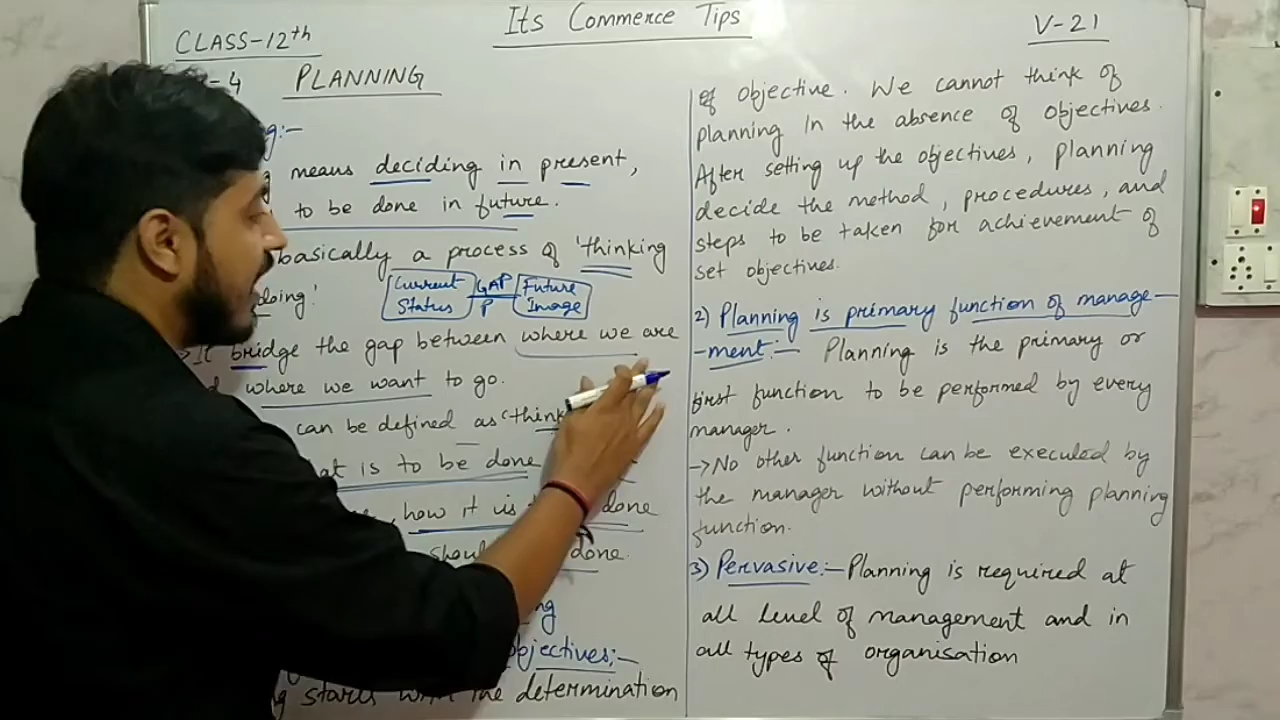 Its Commerce Tips
V-21
CLASS-12th
-4 PLANNING
g:-
means deciding in present,
to be done in future.
basically a process of 'thinking
doing'
Current GAP Future
Status P Image
→ It bridge the gap between where we are
where we want to go.
can be defined as 'think
at is to be done
, how it is done
shou done.
ng
objectives:-
starts with the determination
of objective. We cannot think of
planning in the absence of objectives.
After setting up the objectives, planning
decide the method, procedures, and
steps to be taken for achievement of
set objectives.
2) Planning is primary function of manage-
-ment:- Planning is the primary or
first function to be performed by every
manager.
→ No other function can be executed by
the manager without performing planning
function.
3) Pervasive:- Planning is required at
all level of management and in
all types of organisation